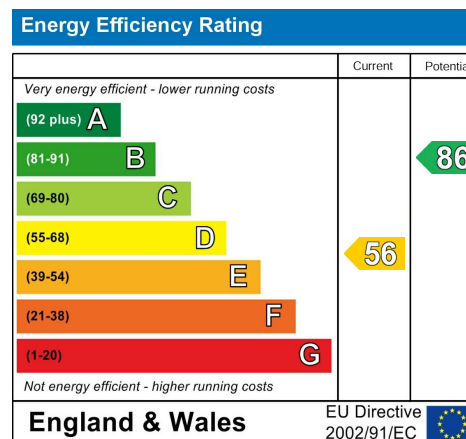 Energy Efficiency Rating
Current Potentia
Very energy efficient - lower running costs
(92 plus) A
(81-91) B
86
(69-80) C
(55-68) D
56
(39-54) E
(21-38) F
(1-20) G
Not energy efficient - higher running costs
England & Wales
EU Directive
2002/91/EC